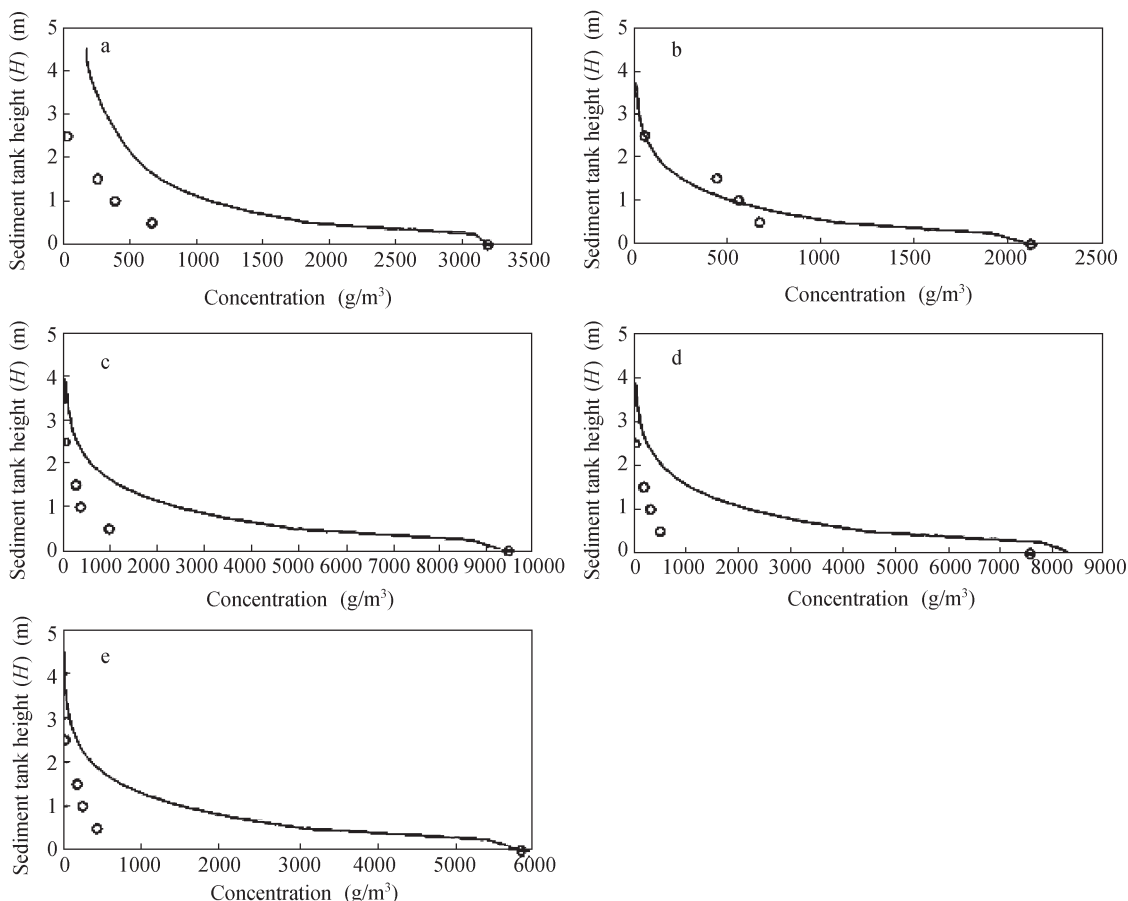 a
Sediment tank height (H) (m)
5
4
3
2
1
0
0 500 1000 1500 2000 2500 3000 3500
Concentration (g/m³)
b
Sediment tank height (H) (m)
5
4
3
2
1
0
0 500 1000 1500 2000 2500
Concentration (g/m³)
c
Sediment tank height (H) (m)
5
4
3
2
1
0
0 1000 2000 3000 4000 5000 6000 7000 8000 9000 10000
Concentration (g/m³)
d
Sediment tank height (H) (m)
5
4
3
2
1
0
0 1000 2000 3000 4000 5000 6000 7000 8000 9000
Concentration (g/m³)
e
Sediment tank height (H) (m)
5
4
3
2
1
0
0 1000 2000 3000 4000 5000 6000
Concentration (g/m³)